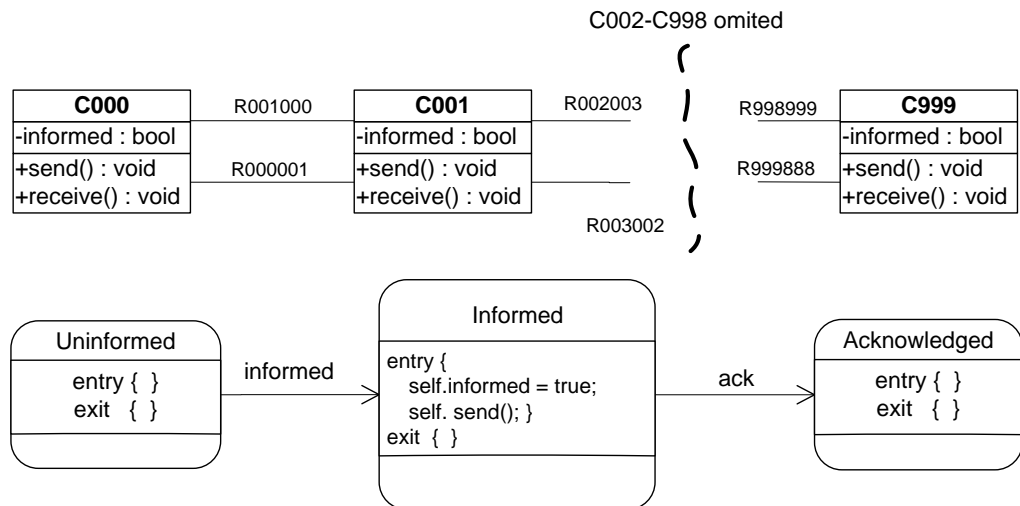 C002-C998 omited
C000
-informed : bool
+send() : void
+receive() : void
R001000
R000001
C001
-informed : bool
+send() : void
+receive() : void
R002003
R003002
R998999
R999888
C999
-informed : bool
+send() : void
+receive() : void
Uninformed
entry { }
exit { }
informed
Informed
entry {
self.informed = true;
self. send(); }
exit { }
ack
Acknowledged
entry { }
exit { }